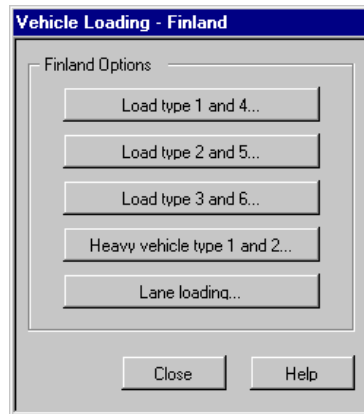 Vehicle Loading - Finland
Finland Options
Load type 1 and 4...
Load type 2 and 5...
Load type 3 and 6...
Heavy vehicle type 1 and 2...
Lane loading...
Close Help